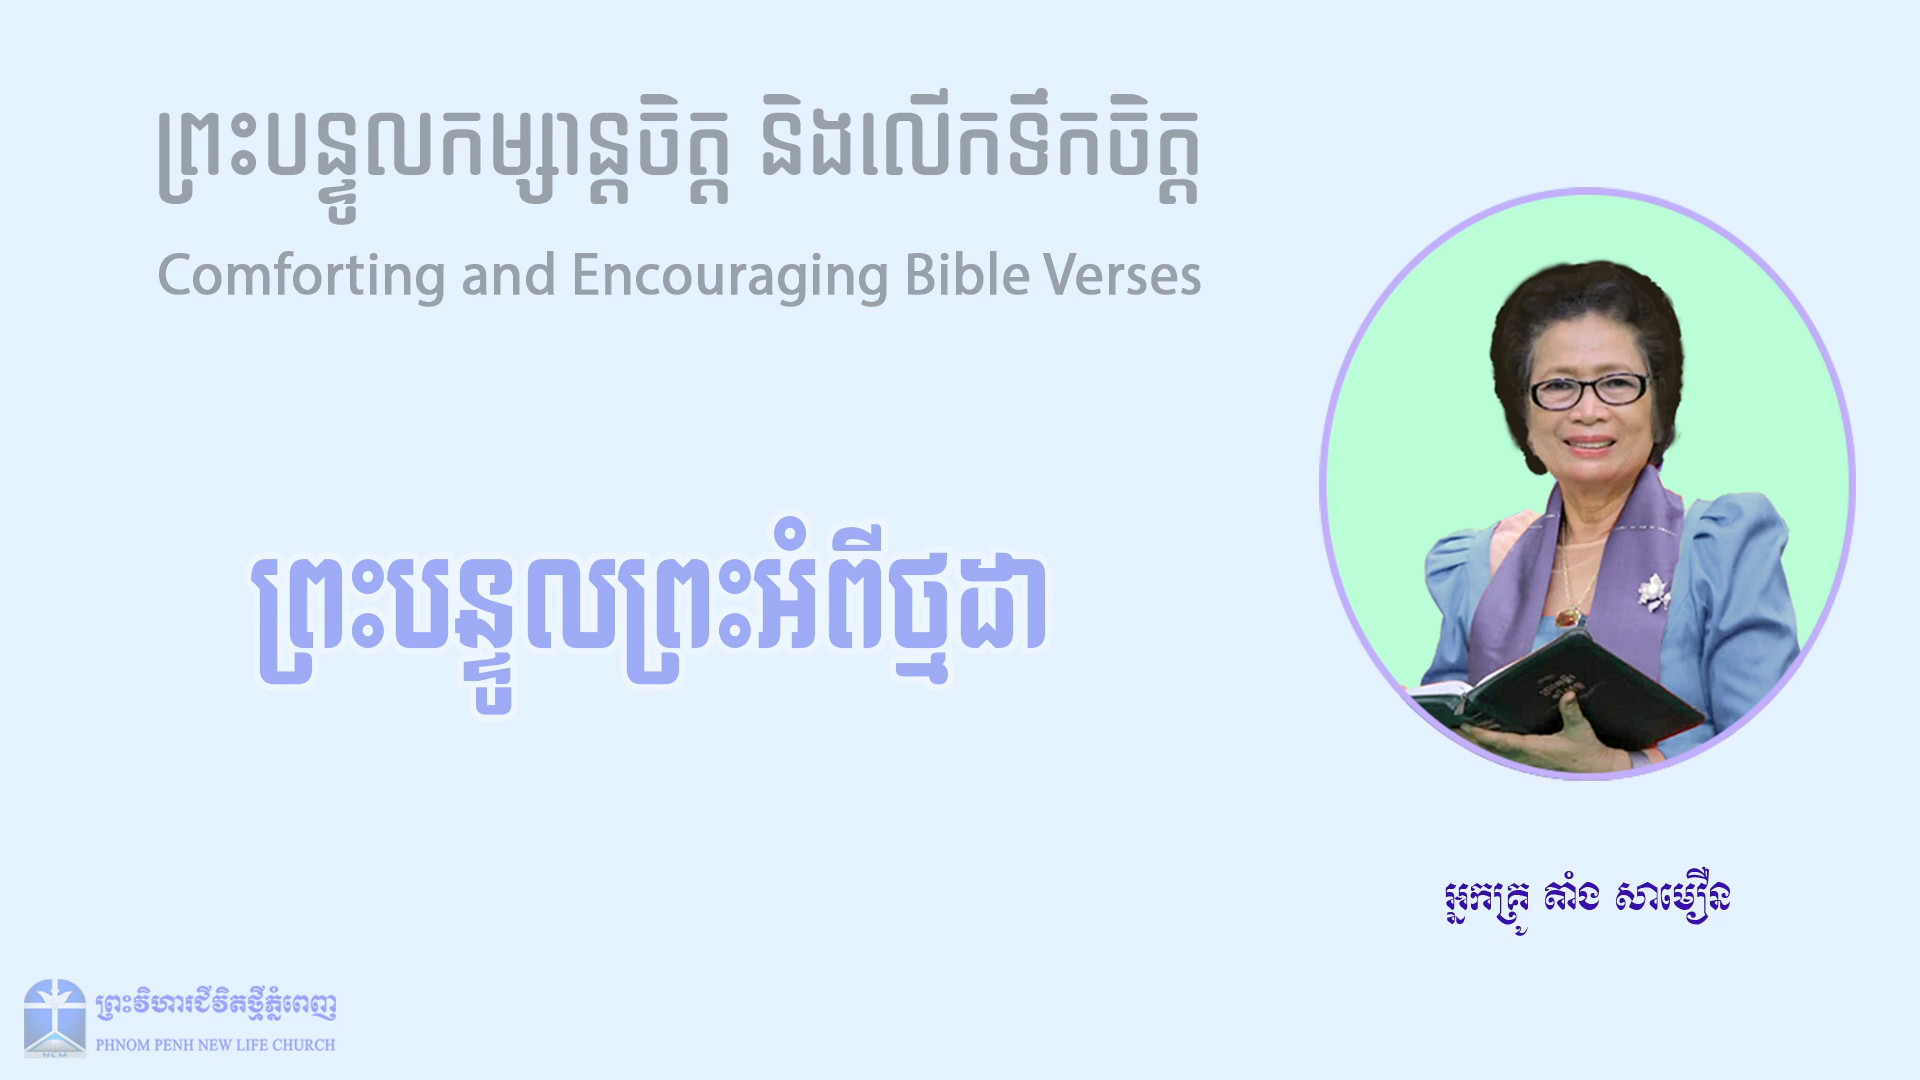 ព្រះបន្ទូលកម្សាន្តចិត្ត និងលើកទឹកចិត្ត
Comforting and Encouraging Bible Verses
ព្រះបន្ទូលព្រះអំពីថ្មដា
អ្នកគ្រូ តាំង សាមឿន
ព្រះវិហារជីវិតថ្មីភ្នំពេញ
PHNOM PENH NEW LIFE CHURCH
NCM